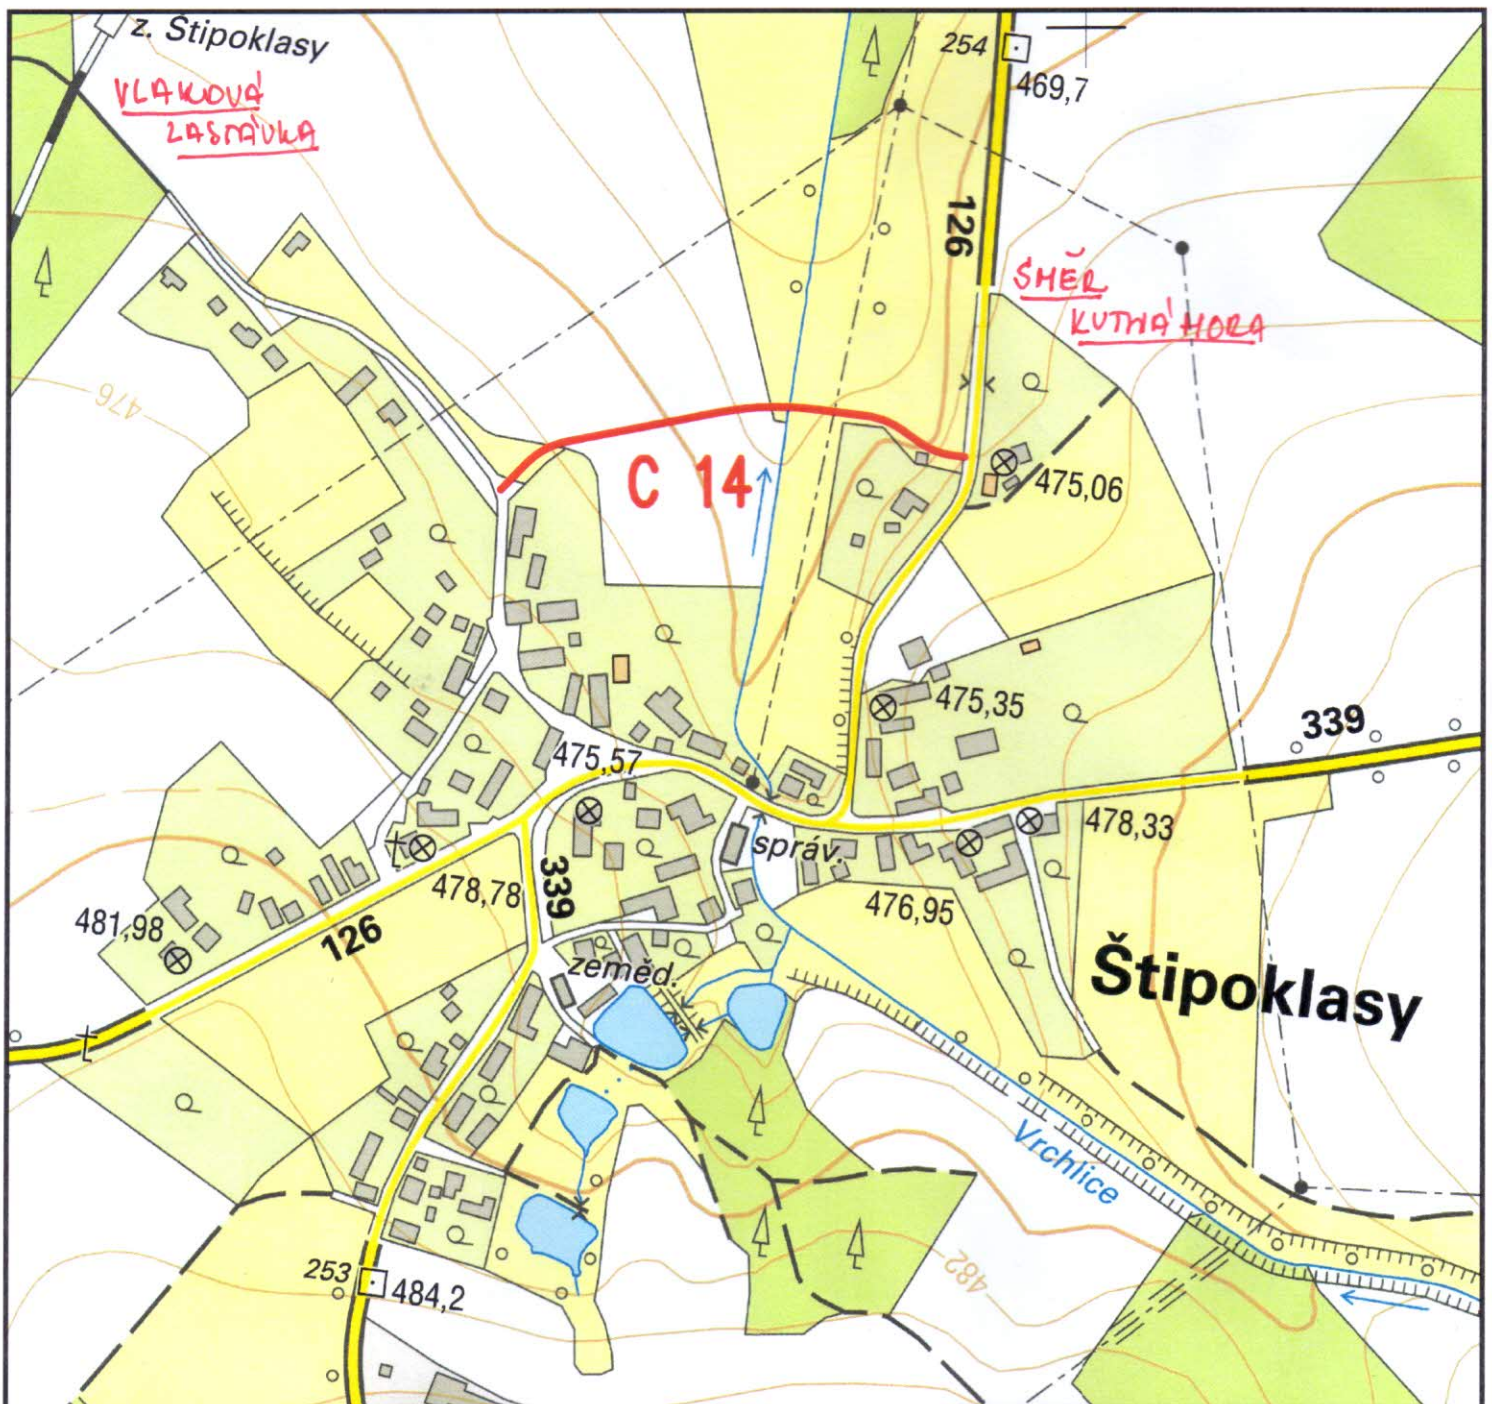 z. Štipoklasy
VLAKOVÁ
ZASTÁVKA
254
469,7
126
SMĚR
KUTNÁ HORA
476
C 14
475,06
475,35
339
475,57
478,33
správ.
478,78
339
476,95
481,98
126
zeměd.
Štipoklasy
Vrchlice
482
253
484,2